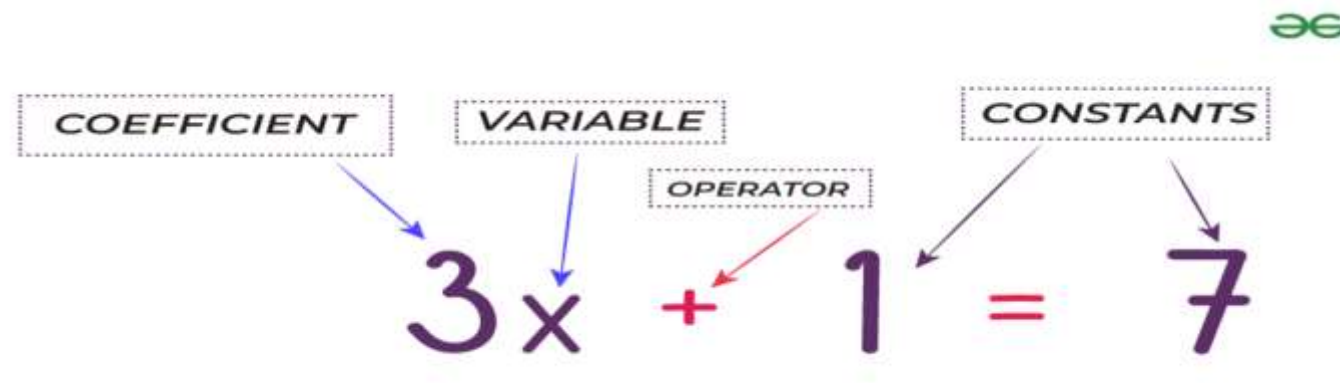 COEFFICIENT VARIABLE CONSTANTS
OPERATOR
3x + 1 = 7